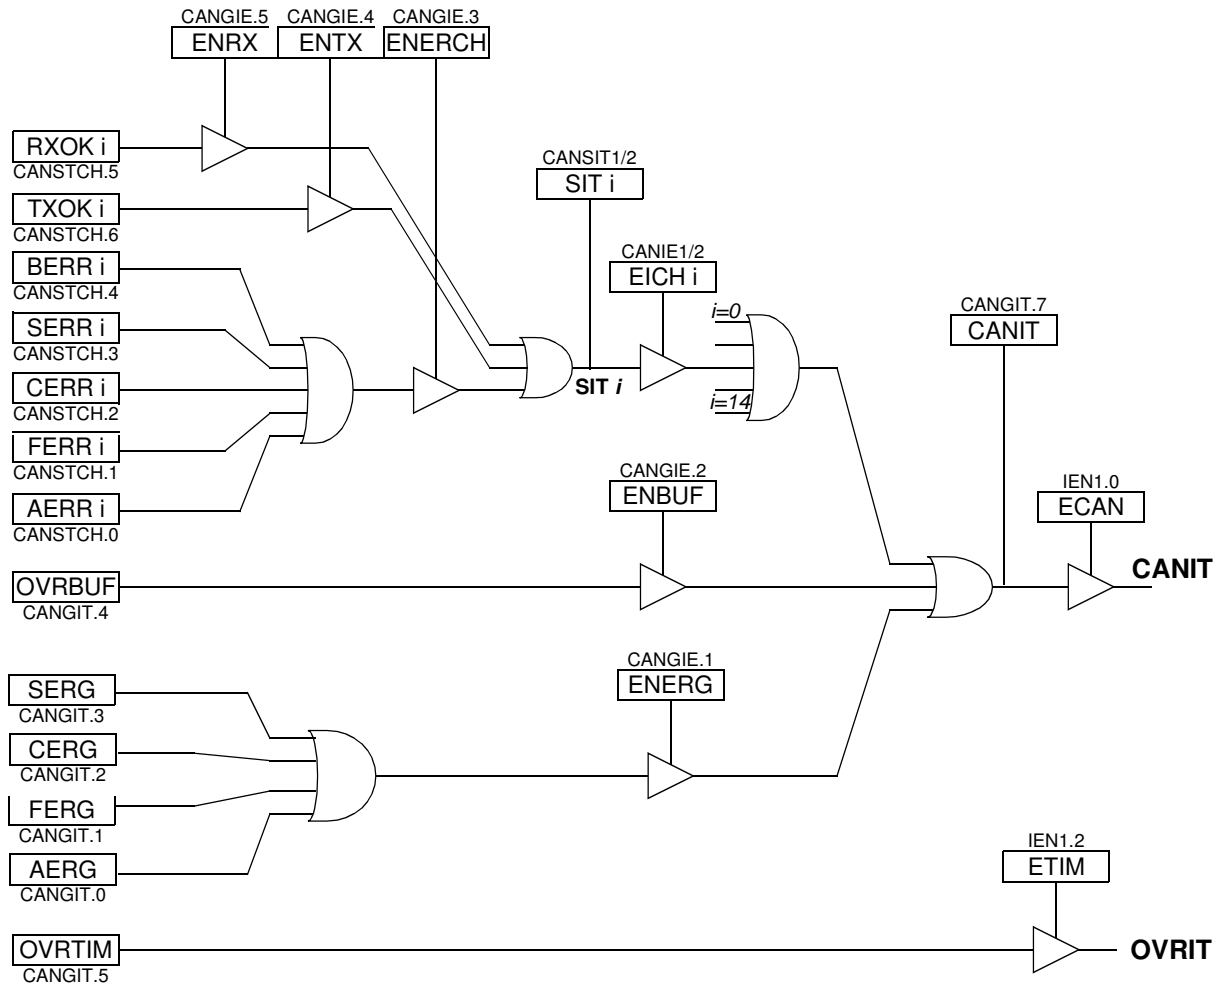 CANGIE.5 CANGIE.4 CANGIE.3
ENRX ENTX ENERCH
RXOK i
CANSTCH.5
CANSIT1/2
SIT i
TXOK i
CANSTCH.6
BERR i
CANSTCH.4
CANIE1/2
EICH i
SERR i
CANSTCH.3
i=0
CANGIT.7
CANIT
CERR i
CANSTCH.2
SIT i
i=14
FERR i
CANSTCH.1
CANGIE.2
ENBUF
IEN1.0
ECAN
AERR i
CANSTCH.0
CANIT
OVRBUF
CANGIT.4
CANGIE.1
ENERG
SERG
CANGIT.3
CERG
CANGIT.2
FERG
CANGIT.1
IEN1.2
ETIM
AERG
CANGIT.0
OVRTIM
CANGIT.5
OVRIT